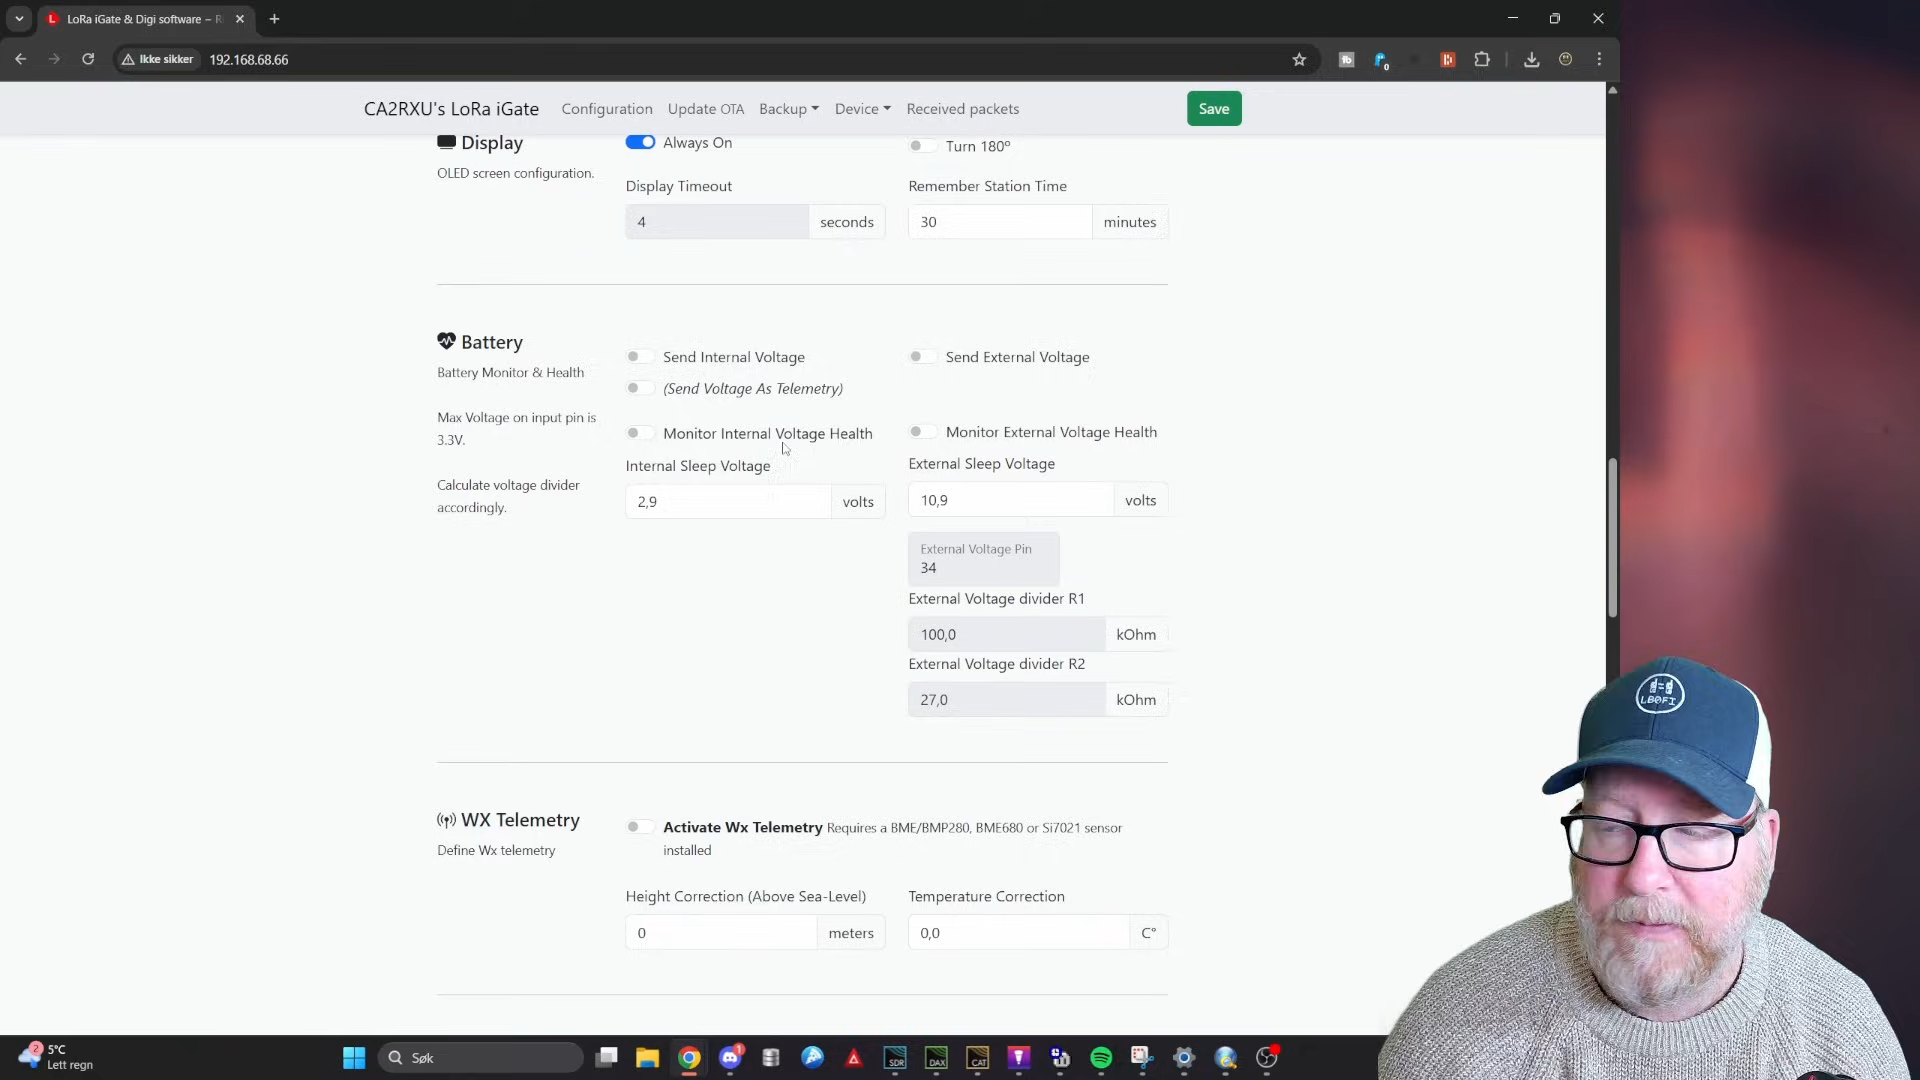 LoRa iGate & Digi software – R
Ikke sikker
192.168.68.66
0
CA2RXU's LoRa iGate
Configuration
Update OTA
Backup
Device
Received packets
Save
Display
OLED screen configuration.
Always On
Turn 180º
Display Timeout
Remember Station Time
4
seconds
30
minutes
Battery
Battery Monitor & Health
Max Voltage on input pin is
3.3V.
Calculate voltage divider
accordingly.
Send Internal Voltage
Send External Voltage
(Send Voltage As Telemetry)
Monitor Internal Voltage Health
Monitor External Voltage Health
Internal Sleep Voltage
External Sleep Voltage
2,9
volts
10,9
volts
External Voltage Pin
34
External Voltage divider R1
100,0
kOhm
External Voltage divider R2
27,0
kOhm
WX Telemetry
Define Wx telemetry
Activate Wx Telemetry Requires a BME/BMP280, BME680 or Si7021 sensor
installed
Height Correction (Above Sea-Level)
Temperature Correction
0
meters
0,0
C°
LB0FI
2
5°C
Lett regn
Søk
1
SDR
DAX
CAT